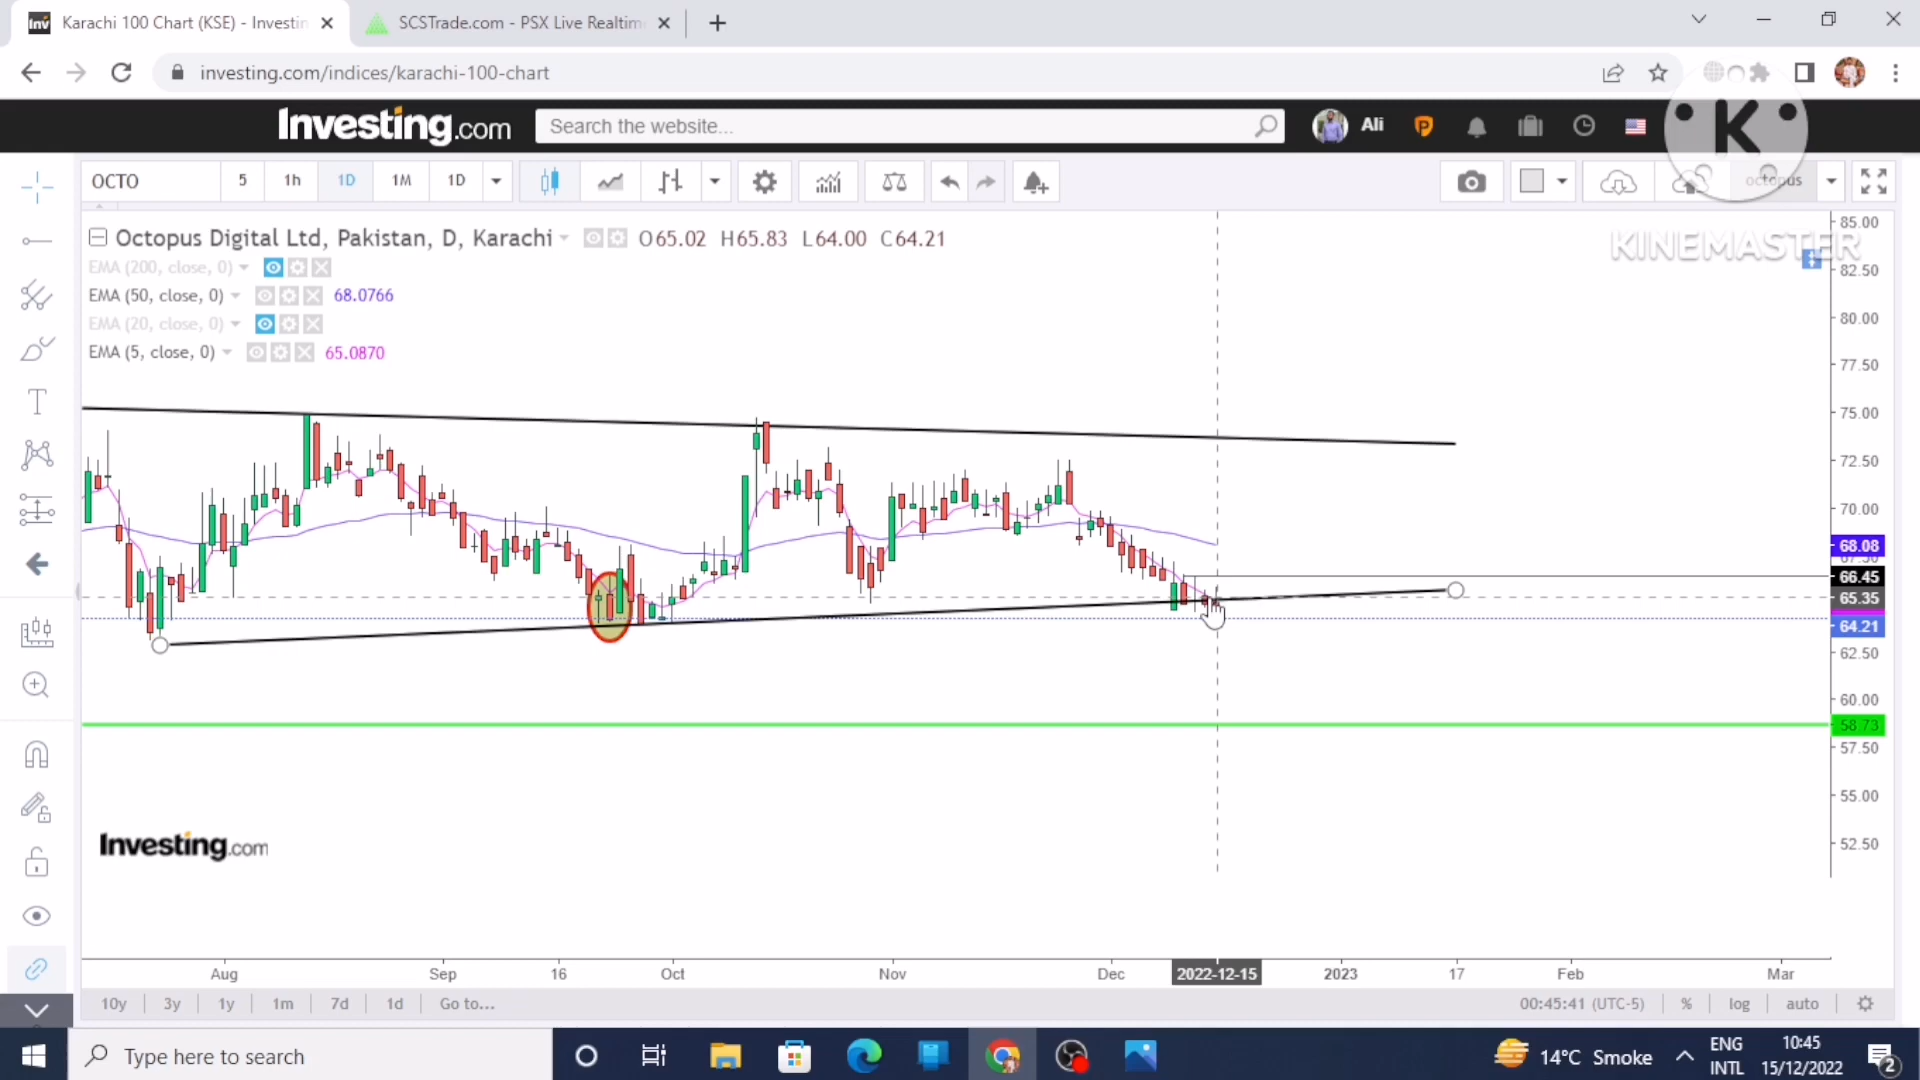 Karachi 100 Chart (KSE) - Investin
SCSTrade.com - PSX Live Realtim
investing.com/indices/karachi-100-chart
Investing.com
Search the website...
Ali
K
OCTO 5 1h 1D 1M 1D
octopus
Octopus Digital Ltd, Pakistan, D, Karachi O65.02 H65.83 L64.00 C64.21
KINEMASTER
EMA (200, close, 0)
EMA (50, close, 0) 68.0766
EMA (20, close, 0)
EMA (5, close, 0) 65.0870
85.00
82.50
80.00
77.50
75.00
72.50
70.00
68.08
67.50
66.45
65.35
64.21
62.50
60.00
58.73
57.50
55.00
52.50
Investing.com
Aug Sep 16 Oct Nov Dec 2022-12-15 2023 17 Feb Mar
10y 3y 1y 1m 7d 1d Go to... 00:45:41 (UTC-5) % log auto
Type here to search
14°C Smoke
ENG
INTL
10:45
15/12/2022
2